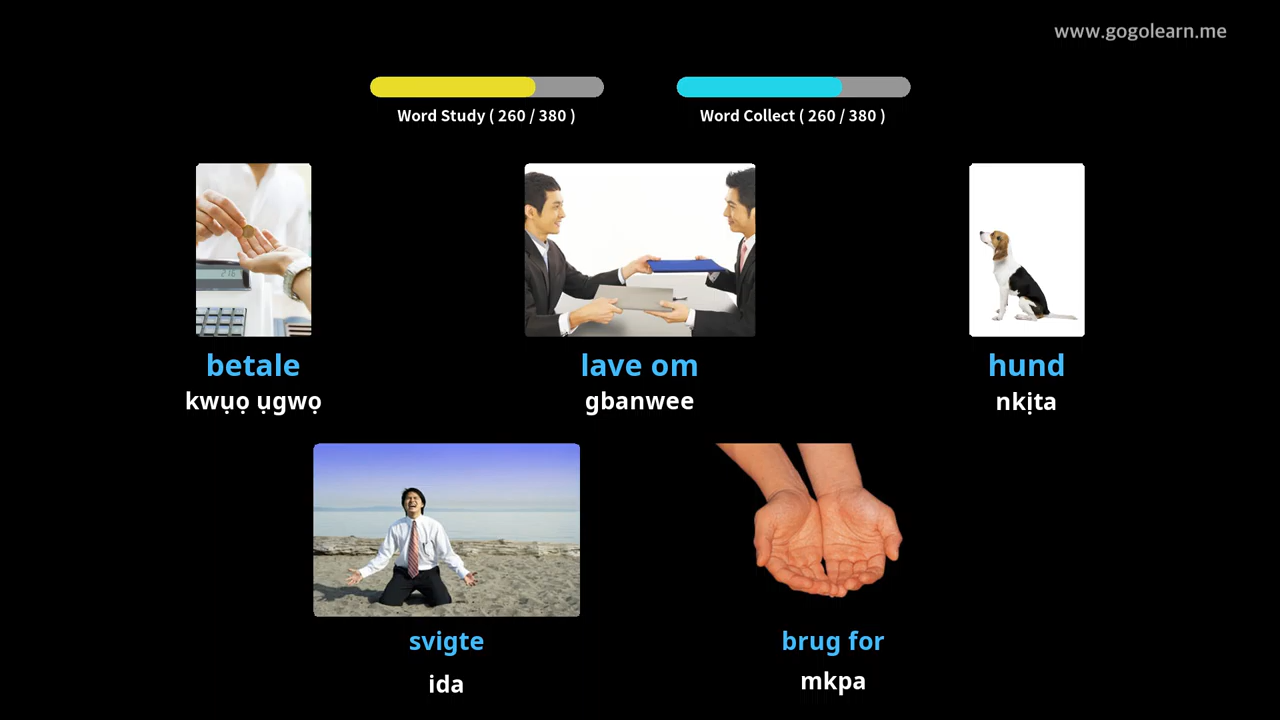 www.gogolearn.me
Word Study ( 260 / 380 )
Word Collect ( 260 / 380 )
betale
kwụọ ụgwọ
lave om
gbanwee
hund
nkịta
svigte
ida
brug for
mkpa